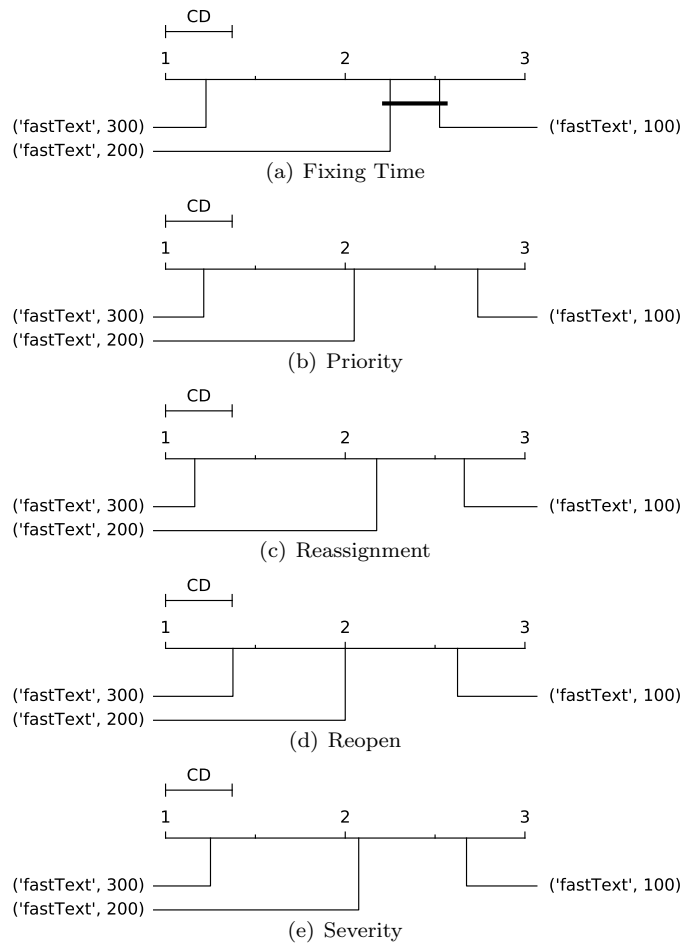 CD
1 2 3
('fastText', 300) ('fastText', 100)
('fastText', 200)
(a) Fixing Time
CD
1 2 3
('fastText', 300) ('fastText', 100)
('fastText', 200)
(b) Priority
CD
1 2 3
('fastText', 300) ('fastText', 100)
('fastText', 200)
(c) Reassignment
CD
1 2 3
('fastText', 300) ('fastText', 100)
('fastText', 200)
(d) Reopen
CD
1 2 3
('fastText', 300) ('fastText', 100)
('fastText', 200)
(e) Severity